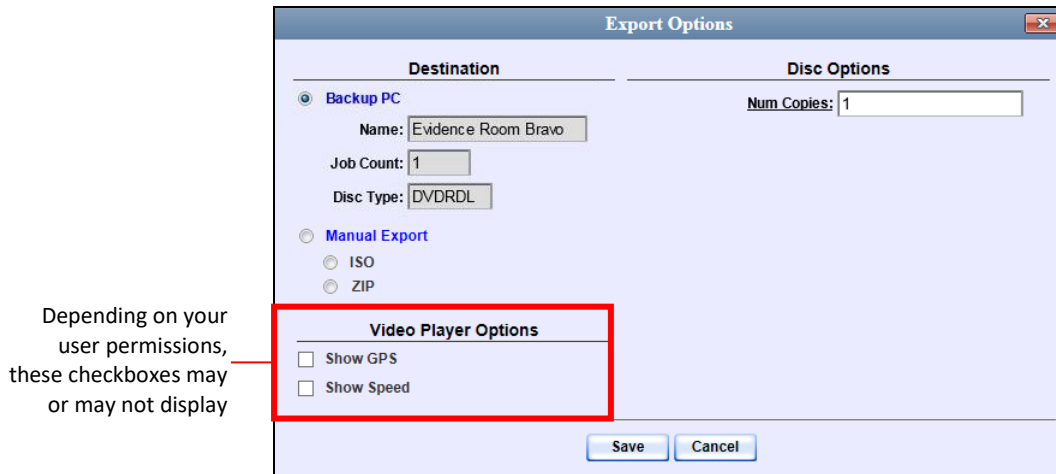 Export Options
Destination
Disc Options
Backup PC
Num Copies: 1
Name: Evidence Room Bravo
Job Count: 1
Disc Type: DVDRDL
Manual Export
ISO
ZIP
Depending on your
user permissions,
these checkboxes may
or may not display
Video Player Options
Show GPS
Show Speed
Save Cancel